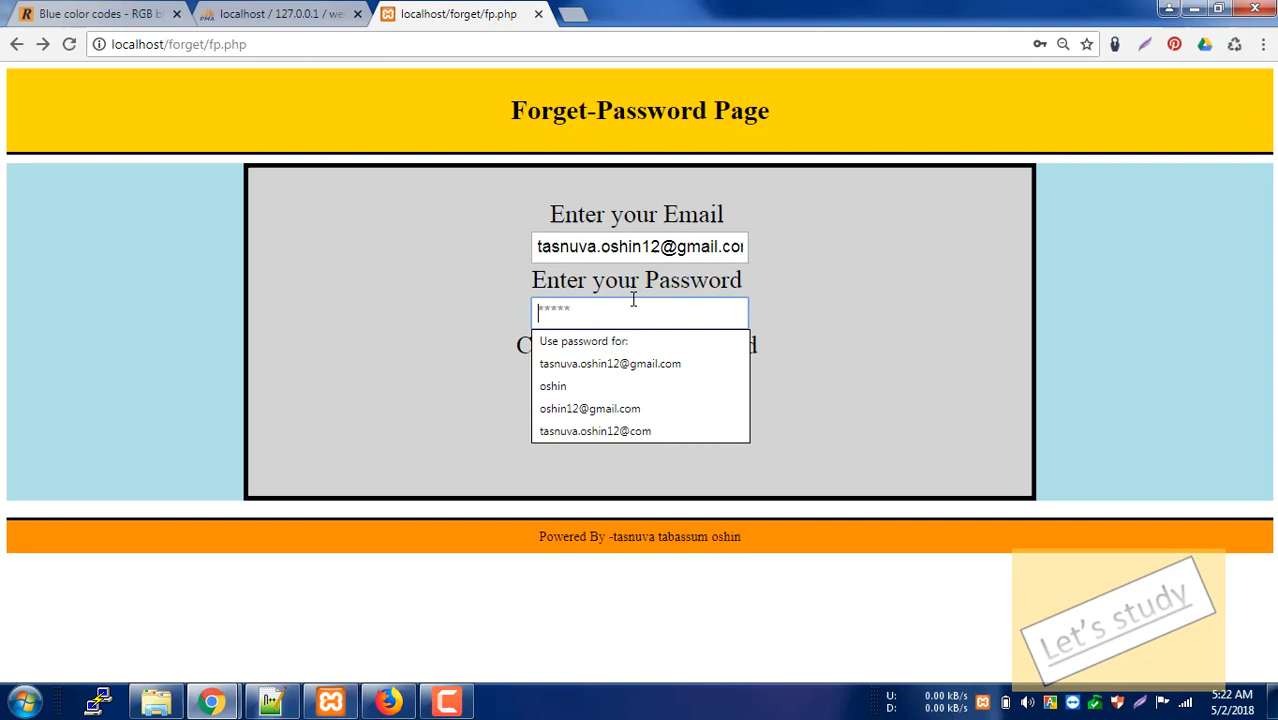 Blue color codes - RGB bl
localhost / 127.0.0.1 / we
localhost/forget/fp.php
localhost/forget/fp.php
Forget-Password Page
Enter your Email
tasnuva.oshin12@gmail.co
Enter your Password
*****
Use password for:
tasnuva.oshin12@gmail.com
oshin
oshin12@gmail.com
tasnuva.oshin12@com
Powered By -tasnuva tabassum oshin
Let's study
U: 0.00 kB/s
D: 0.00 kB/s
5:22 AM
5/2/2018